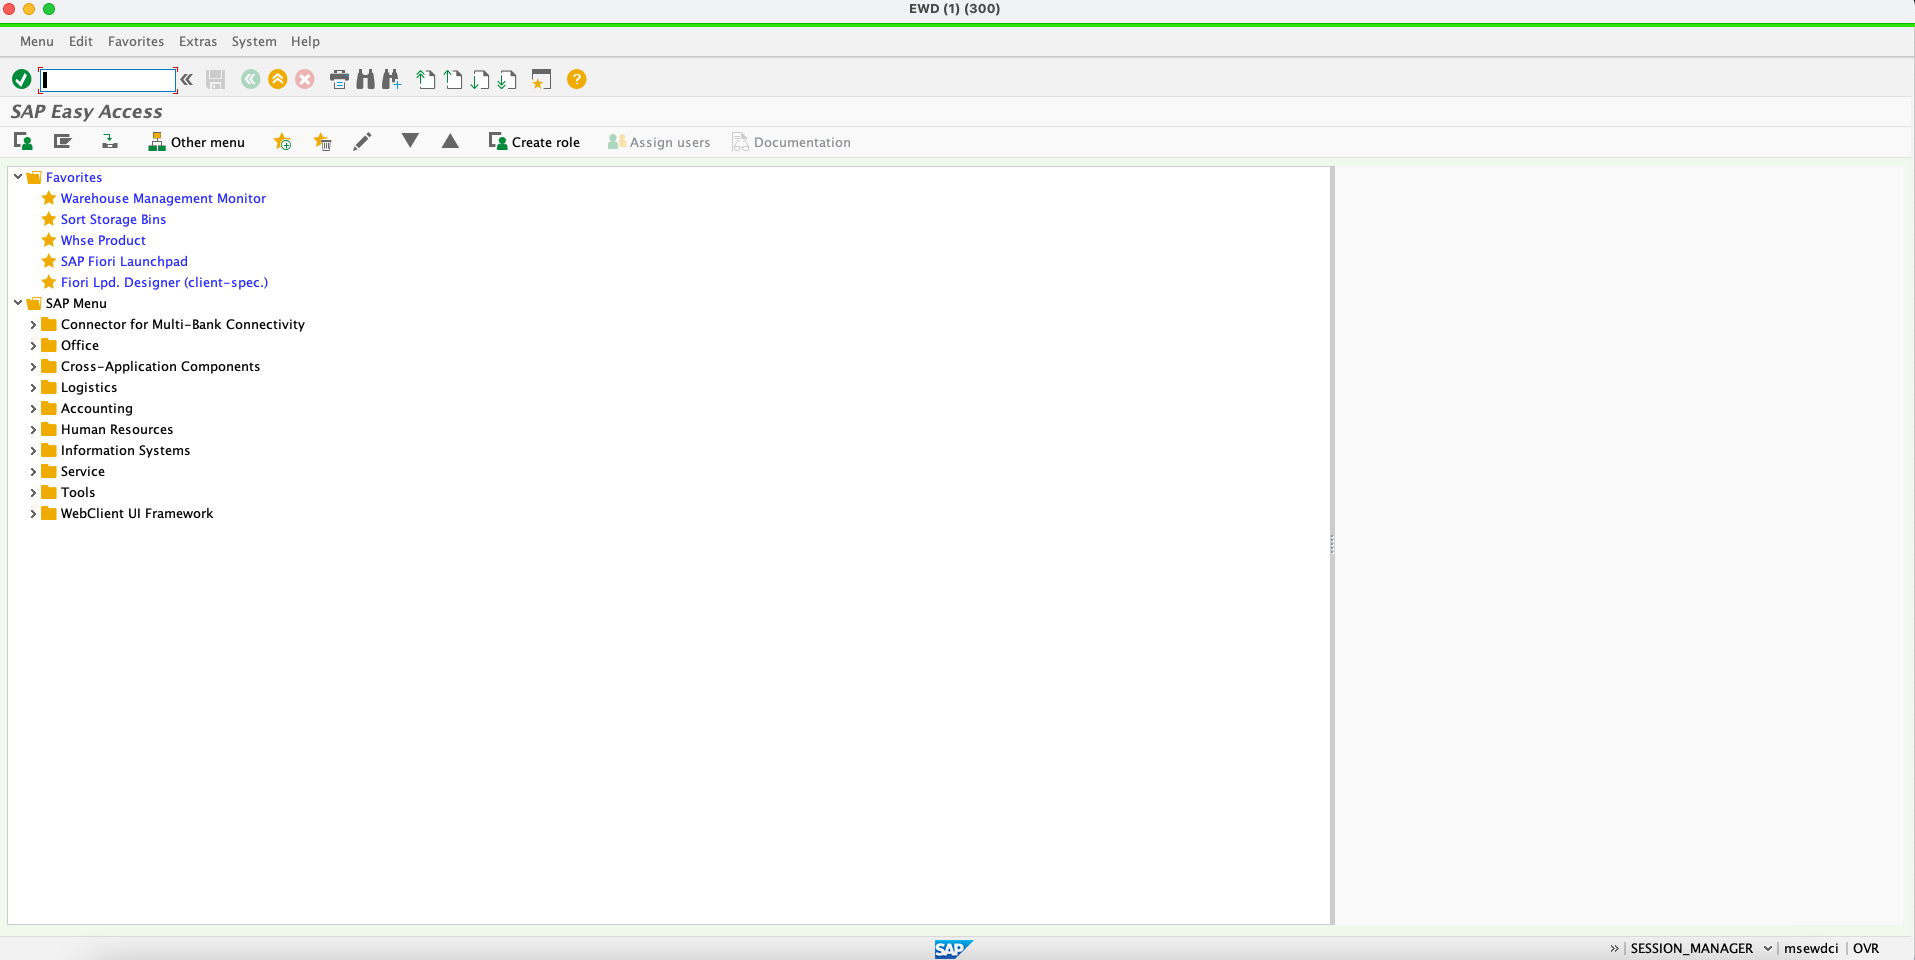 EWD (1) (300)
Menu Edit Favorites Extras System Help
SAP Easy Access
Other menu Create role Assign users Documentation
Favorites
Warehouse Management Monitor
Sort Storage Bins
Whse Product
SAP Fiori Launchpad
Fiori Lpd. Designer (client-spec.)
SAP Menu
Connector for Multi-Bank Connectivity
Office
Cross-Application Components
Logistics
Accounting
Human Resources
Information Systems
Service
Tools
WebClient UI Framework
SAP SESSION_MANAGER msewdci OVR